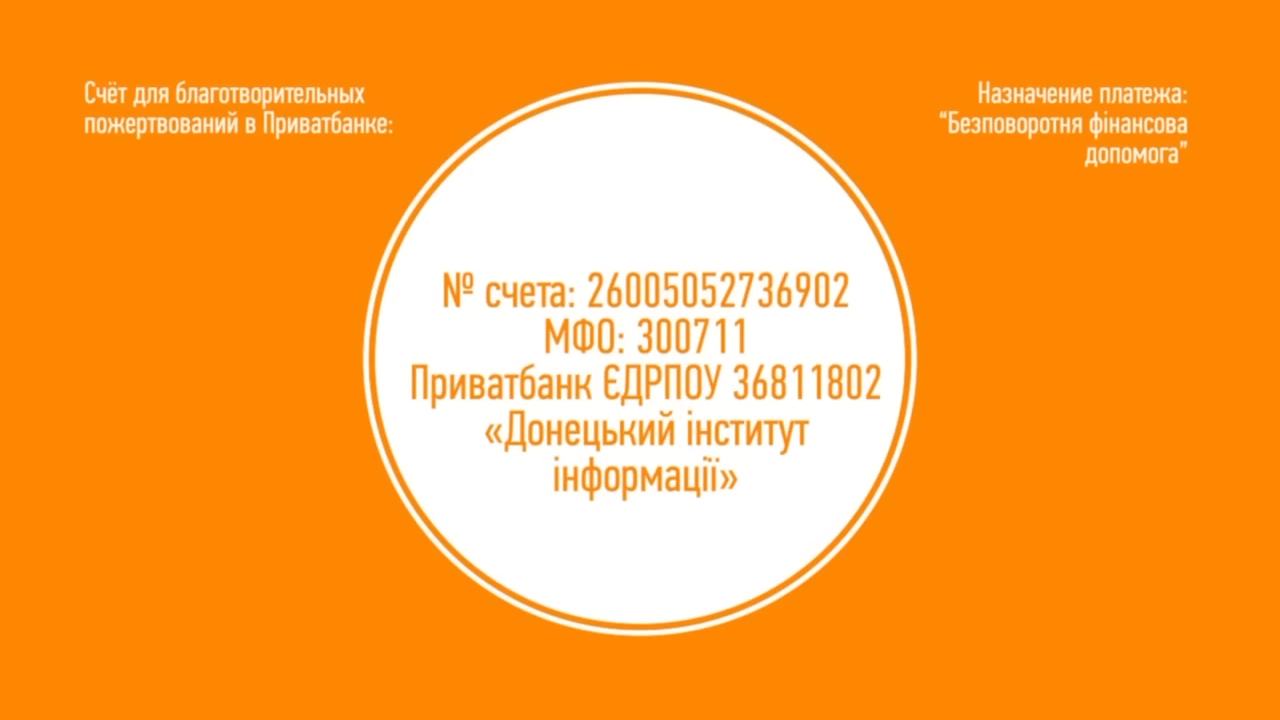 Счёт для благотворительных
пожертвований в Приватбанке:
Назначение платежа:
“Безповоротня фінансова
допомога”
№ счета: 26005052736902
МФО: 300711
Приватбанк ЄДРПОУ 36811802
«Донецький інститут
інформації»